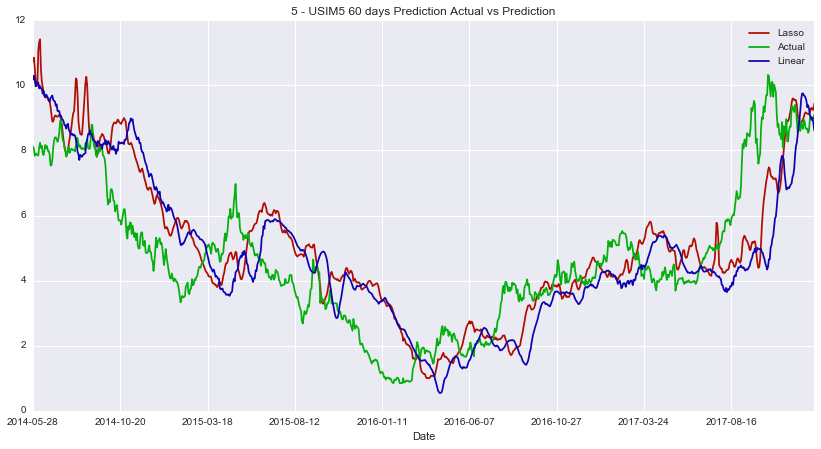 5 - USIM5 60 days Prediction Actual vs Prediction
12
10
8
6
4
2
0
Lasso
Actual
Linear
2014-05-28 2014-10-20 2015-03-18 2015-08-12 2016-01-11 2016-06-07 2016-10-27 2017-03-24 2017-08-16
Date